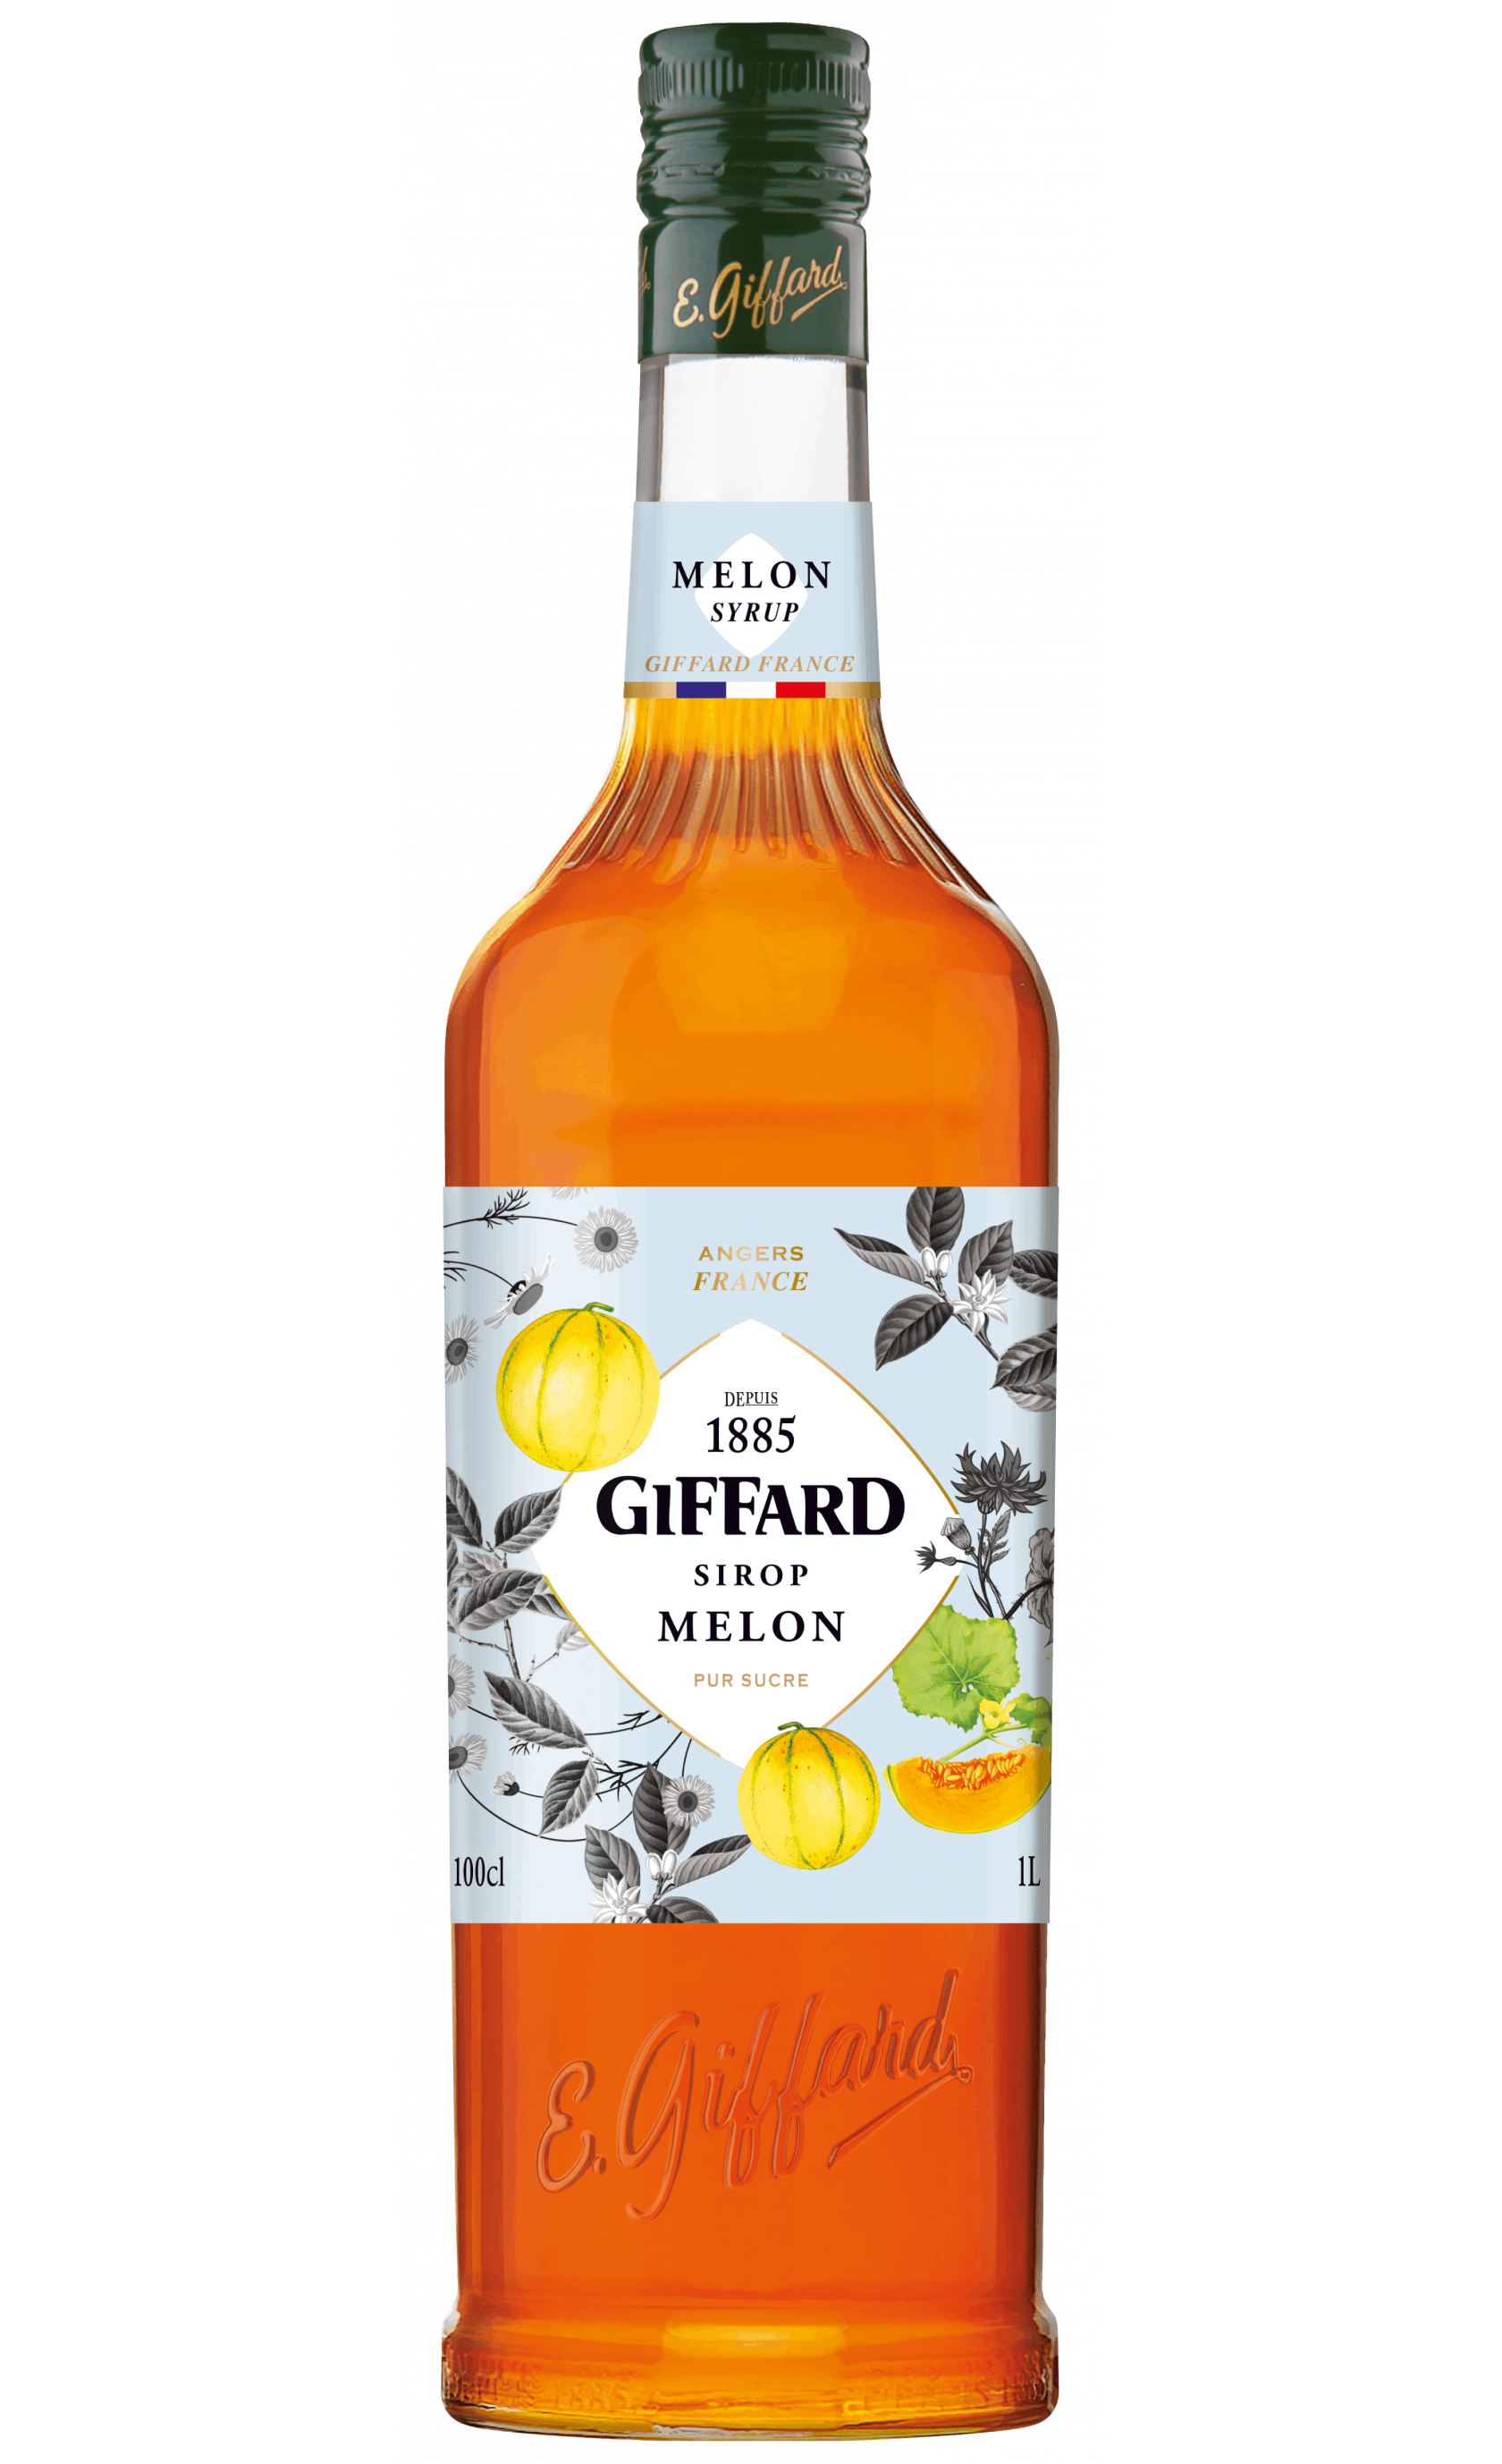 E. Giffard
MELON
SYRUP
GIFFARD FRANCE
ANGERS
FRANCE
DEPUIS
1885
GIFFARD
SIROP
MELON
PUR SUCRE
100cl
1L
E. Giffard